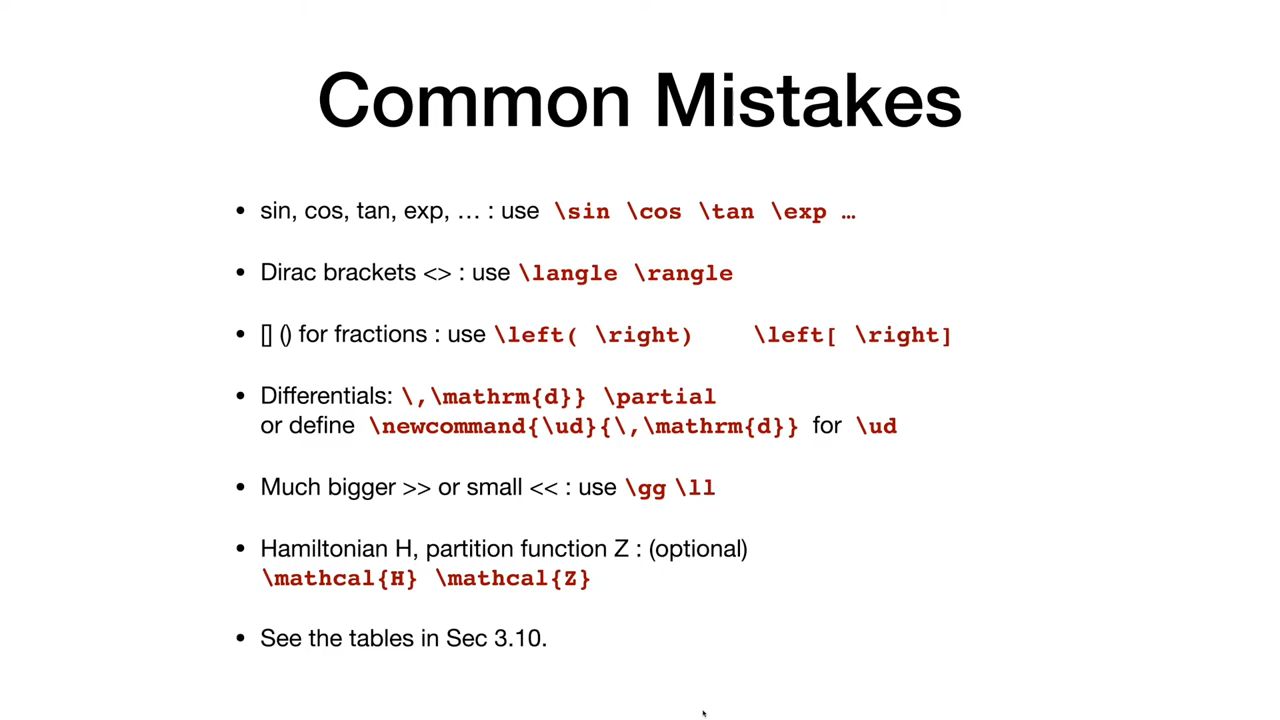 Common Mistakes
• sin, cos, tan, exp, … : use \sin \cos \tan \exp …
• Dirac brackets <> : use \langle \rangle
• [] () for fractions : use \left( \right) \left[ \right]
• Differentials: \,\mathrm{d}} \partial
or define \newcommand{\ud}{\,\mathrm{d}} for \ud
• Much bigger >> or small << : use \gg \ll
• Hamiltonian H, partition function Z : (optional)
\mathcal{H} \mathcal{Z}
• See the tables in Sec 3.10.